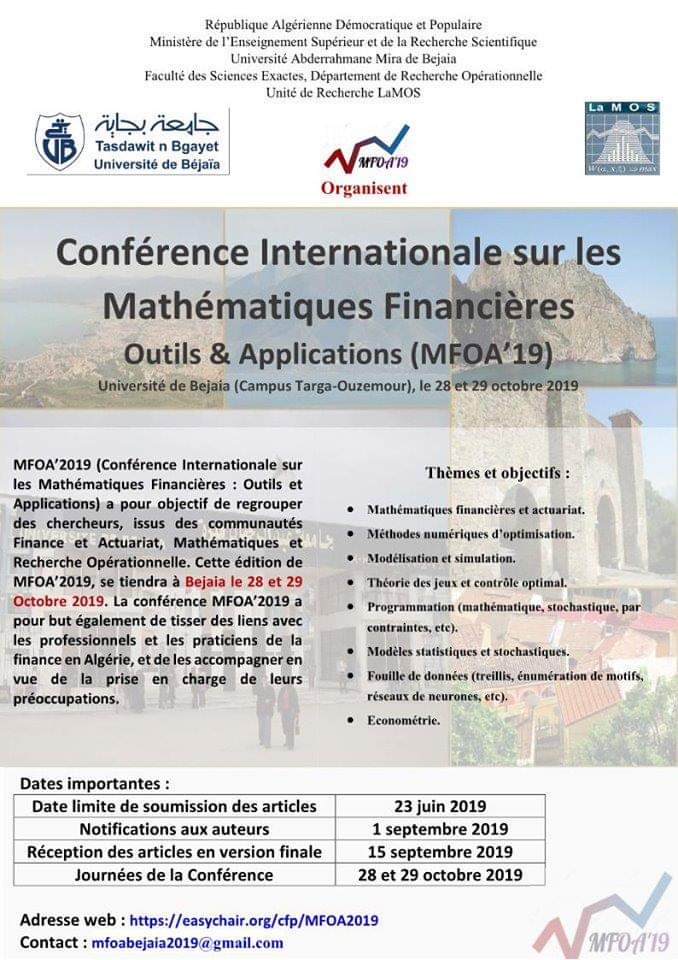 République Algérienne Démocratique et Populaire
Ministère de l'Enseignement Supérieur et de la Recherche Scientifique
Université Abderrahmane Mira de Bejaia
Faculté des Sciences Exactes, Département de Recherche Opérationnelle
Unité de Recherche LaMOS
جامعة بجاية
Tasdawit n Bgayet
Université de Béjaïa
MFOA'19
LaMOS
Organisent
Conférence Internationale sur les
Mathématiques Financières
Outils & Applications (MFOA'19)
Université de Bejaia (Campus Targa-Ouzemour), le 28 et 29 octobre 2019
MFOA'2019 (Conférence Internationale sur
les Mathématiques Financières : Outils et
Applications) a pour objectif de regrouper
des chercheurs, issus des communautés
Finance et Actuariat, Mathématiques et
Recherche Opérationnelle. Cette édition de
MFOA'2019, se tiendra à Bejaia le 28 et 29
Octobre 2019. La conférence MFOA'2019 a
pour but également de tisser des liens avec
les professionnels et les praticiens de la
finance en Algérie, et de les accompagner en
vue de la prise en charge de leurs
préoccupations.
Thèmes et objectifs :
• Mathématiques financières et actuariat.
• Méthodes numériques d'optimisation.
• Modélisation et simulation.
• Théorie des jeux et contrôle optimal.
• Programmation (mathématique, stochastique, par
contraintes, etc).
• Modèles statistiques et stochastiques.
• Fouille de données (treillis, énumération de motifs,
réseaux de neurones, etc).
• Econométrie.
Dates importantes :
Date limite de soumission des articles 23 juin 2019
Notifications aux auteurs 1 septembre 2019
Réception des articles en version finale 15 septembre 2019
Journées de la Conférence 28 et 29 octobre 2019
Adresse web : https://easychair.org/cfp/MFOA2019
Contact : mfoabejaia2019@gmail.com
MFOA'19